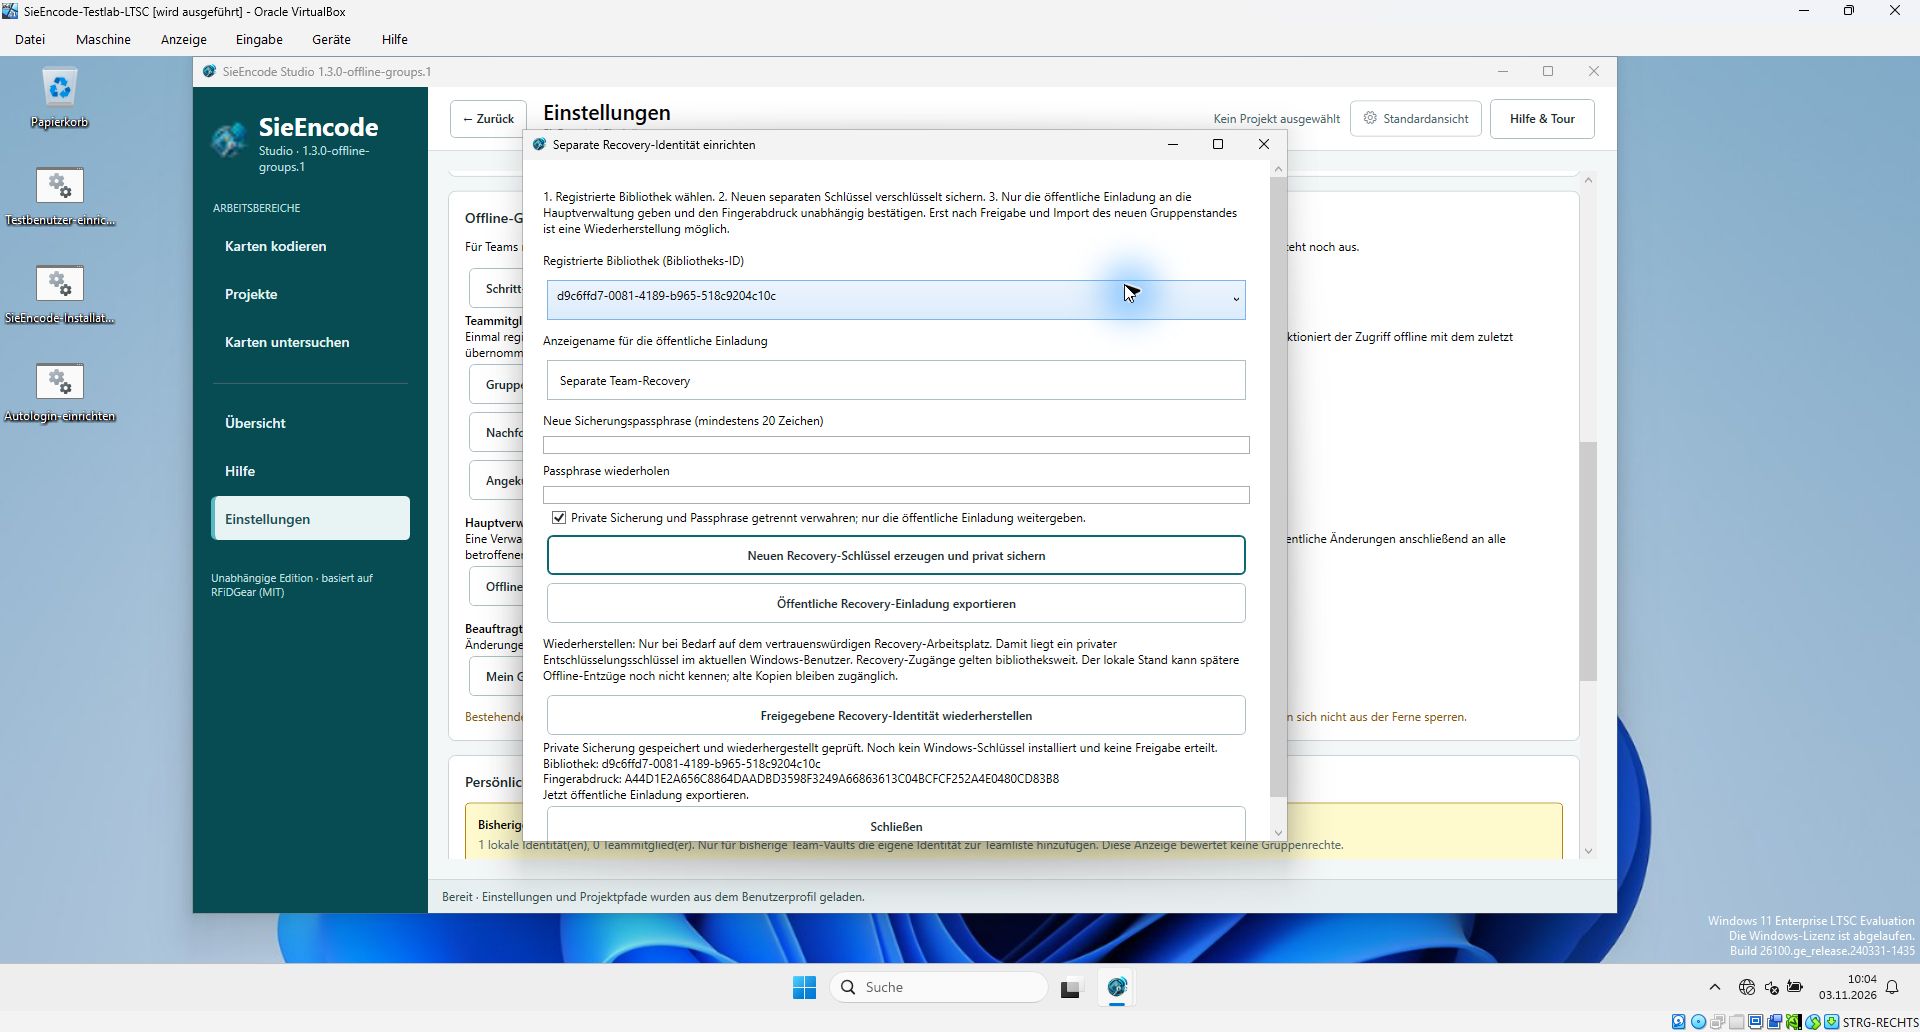 SieEncode-Testlab-LTSC [wird ausgeführt] - Oracle VirtualBox
Datei Maschine Anzeige Eingabe Geräte Hilfe
Papierkorb
Testbenutzer-einric...
SieEncode-Installat...
Autologin-einrichten
SieEncode Studio 1.3.0-offline-groups.1
SieEncode
Studio · 1.3.0-offline-
groups.1
ARBEITSBEREICHE
Karten kodieren
Projekte
Karten untersuchen
Übersicht
Hilfe
Einstellungen
Unabhängige Edition · basiert auf
RFiDGear (MIT)
← Zurück
Einstellungen
Kein Projekt ausgewählt
Standardansicht
Hilfe & Tour
Offline-G
Für Teams
eht noch aus.
Schritt
Teammitgl
Einmal regi
ktioniert der Zugriff offline mit dem zuletzt
übernomm
Gruppe
Nachfo
Angek
Hauptverw
Eine Verwa
entliche Änderungen anschließend an alle
betroffene
Offline
Beauftragt
Änderunge
Mein G
Bestehende
n sich nicht aus der Ferne sperren.
Persönlic
Bisherig
1 lokale Identität(en), 0 Teammitglied(er). Nur für bisherige Team-Vaults die eigene Identität zur Teamliste hinzufügen. Diese Anzeige bewertet keine Gruppenrechte.
Separate Recovery-Identität einrichten
1. Registrierte Bibliothek wählen. 2. Neuen separaten Schlüssel verschlüsselt sichern. 3. Nur die öffentliche Einladung an die
Hauptverwaltung geben und den Fingerabdruck unabhängig bestätigen. Erst nach Freigabe und Import des neuen Gruppenstandes
ist eine Wiederherstellung möglich.
Registrierte Bibliothek (Bibliotheks-ID)
d9c6ffd7-0081-4189-b965-518c9204c10c
Anzeigename für die öffentliche Einladung
Separate Team-Recovery
Neue Sicherungspassphrase (mindestens 20 Zeichen)
Passphrase wiederholen
Private Sicherung und Passphrase getrennt verwahren; nur die öffentliche Einladung weitergeben.
Neuen Recovery-Schlüssel erzeugen und privat sichern
Öffentliche Recovery-Einladung exportieren
Wiederherstellen: Nur bei Bedarf auf dem vertrauenswürdigen Recovery-Arbeitsplatz. Damit liegt ein privater
Entschlüsselungsschlüssel im aktuellen Windows-Benutzer. Recovery-Zugänge gelten bibliotheksweit. Der lokale Stand kann spätere
Offline-Entzüge noch nicht kennen; alte Kopien bleiben zugänglich.
Freigegebene Recovery-Identität wiederherstellen
Private Sicherung gespeichert und wiederhergestellt geprüft. Noch kein Windows-Schlüssel installiert und keine Freigabe erteilt.
Bibliothek: d9c6ffd7-0081-4189-b965-518c9204c10c
Fingerabdruck: A44D1E2A656C8864DAADBD3598F3249A66863613C04BCFCF252A4E0480CD83B8
Jetzt öffentliche Einladung exportieren.
Schließen
Bereit · Einstellungen und Projektpfade wurden aus dem Benutzerprofil geladen.
Windows 11 Enterprise LTSC Evaluation
Die Windows-Lizenz ist abgelaufen.
Build 26100.ge_release.240331-1435
Suche
10:04
03.11.2026
STRG-RECHTS